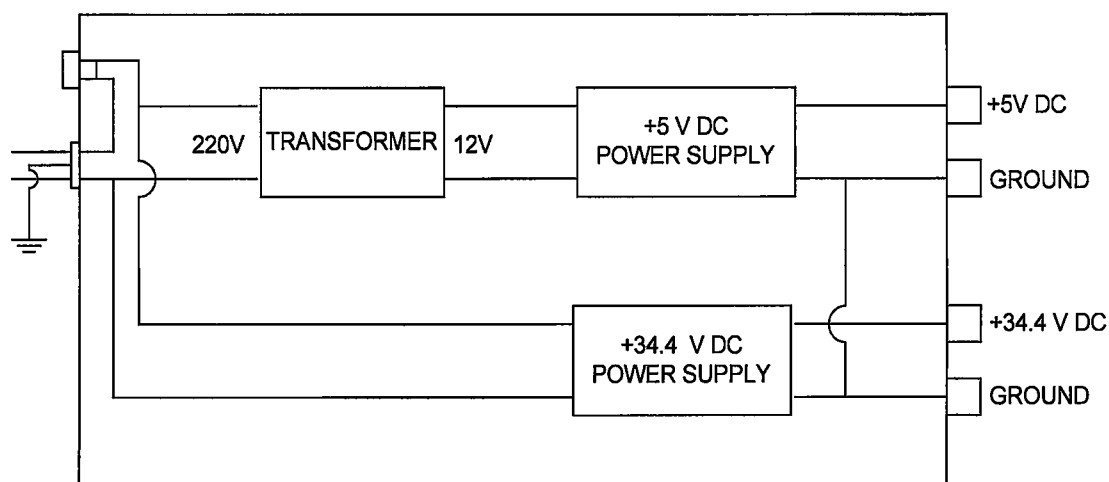 220V
TRANSFORMER
12V
+5 V DC
POWER SUPPLY
+5V DC
GROUND
+34.4 V DC
POWER SUPPLY
+34.4 V DC
GROUND